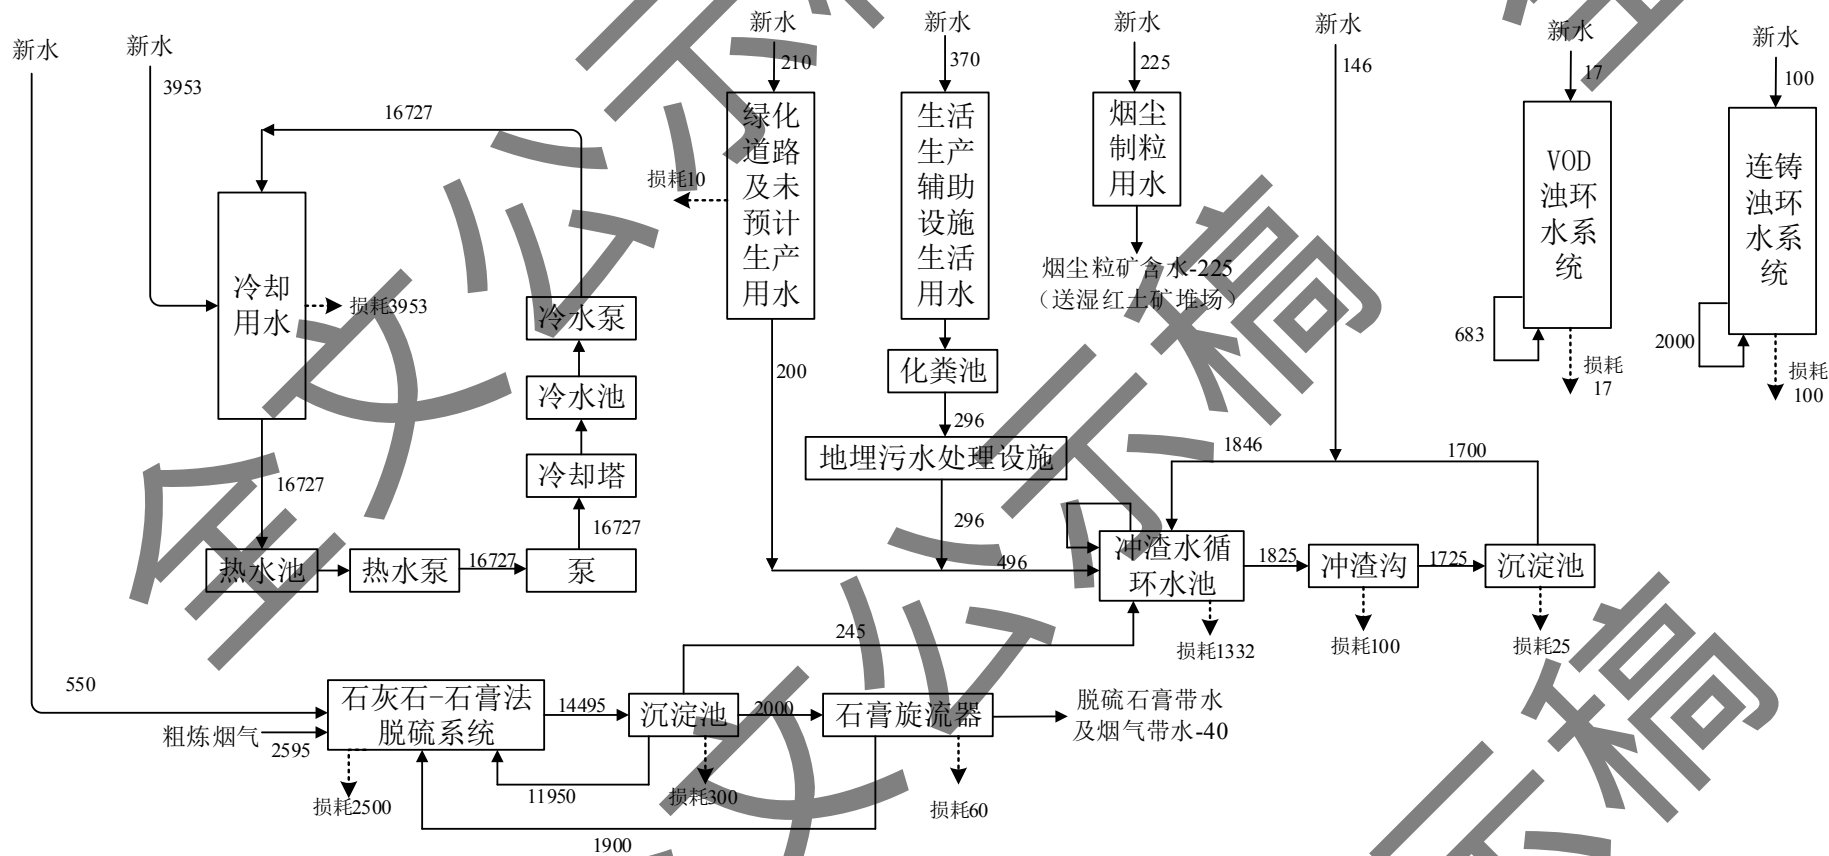 新水
3953
新水
210
新水
370
新水
225
新水
146
新水
17
新水
100
新水
16727
冷却
用水
损耗3953
冷水泵
冷水池
冷却塔
16727
16727
热水池
热水泵
16727
泵
绿化
道路
及未
预计
生产
用水
损耗10
200
生活
生产
辅助
设施
生活
用水
化粪池
296
地埋污水处理设施
296
496
烟尘
制粒
用水
烟尘粒矿含水-225
（送湿红土矿堆场）
VOD
浊环
水系
统
683
损耗
17
连铸
浊环
水系
统
2000
损耗
100
1846
1700
冲渣水循
环水池
1825
冲渣沟
1725
沉淀池
损耗1332
损耗100
损耗25
245
550
粗炼烟气
2595
石灰石-石膏法
脱硫系统
14495
沉淀池
2000
石膏旋流器
脱硫石膏带水
及烟气带水-40
损耗2500
11950
损耗300
损耗60
1900
全文公示稿
全文公示稿